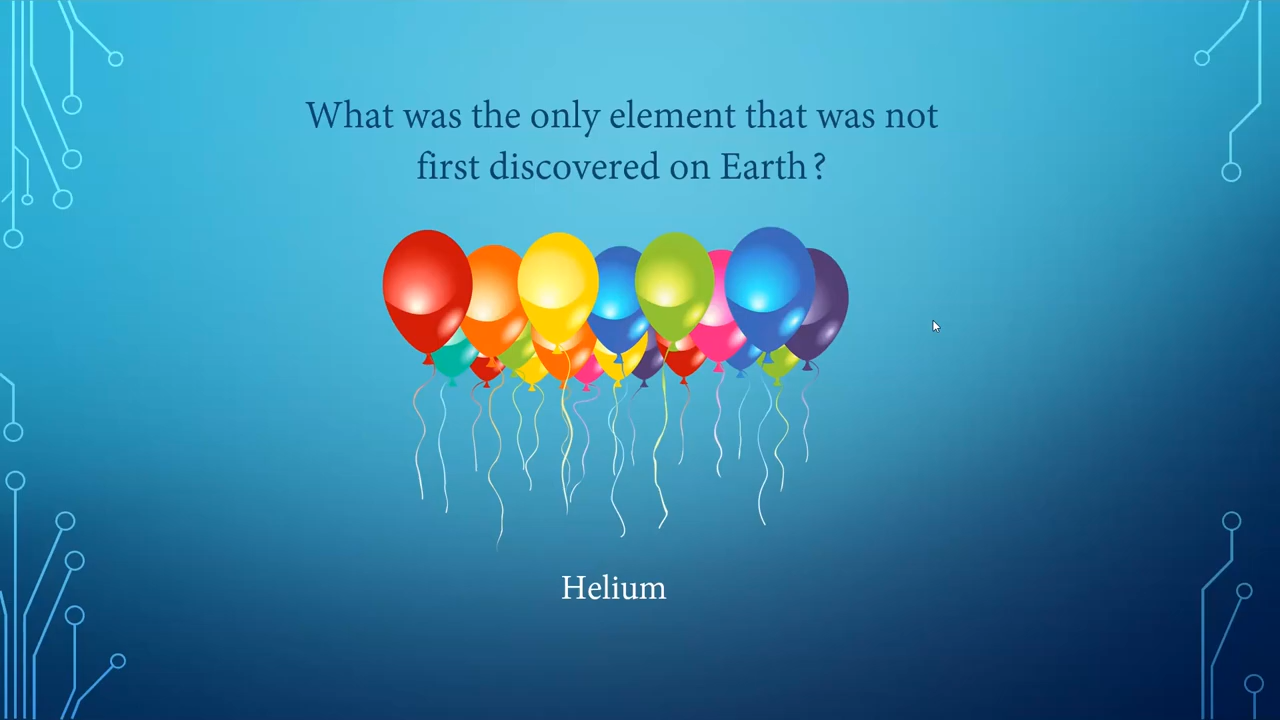 What was the only element that was not
first discovered on Earth?
Helium